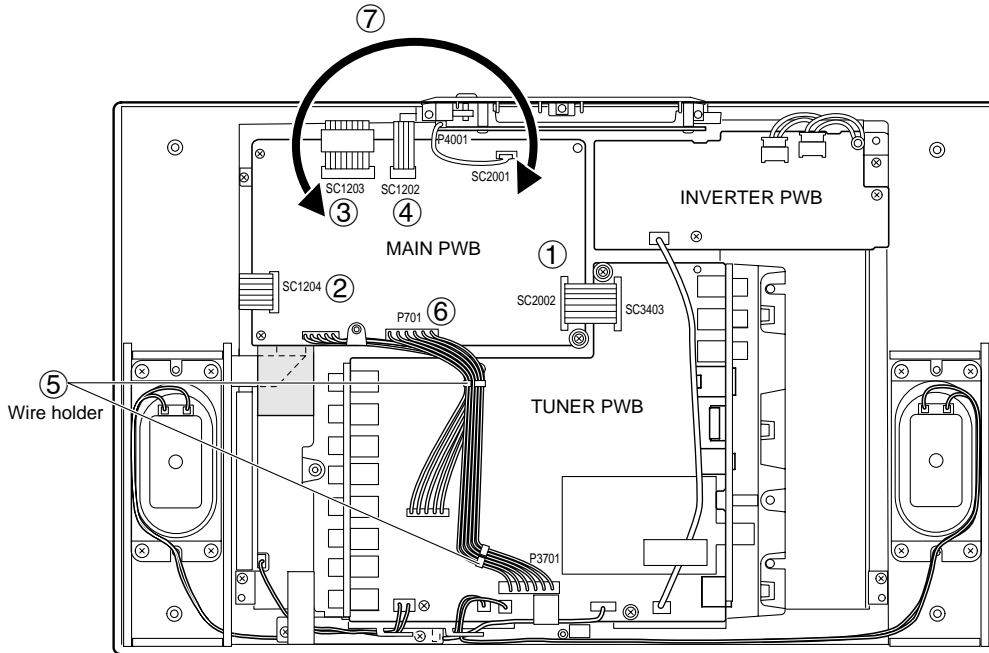 ⑦
P4001
SC1203
SC1202
SC2001
③
④
INVERTER PWB
MAIN PWB
①
SC1204
②
SC2002
SC3403
P701
⑥
⑤
Wire holder
TUNER PWB
P3701